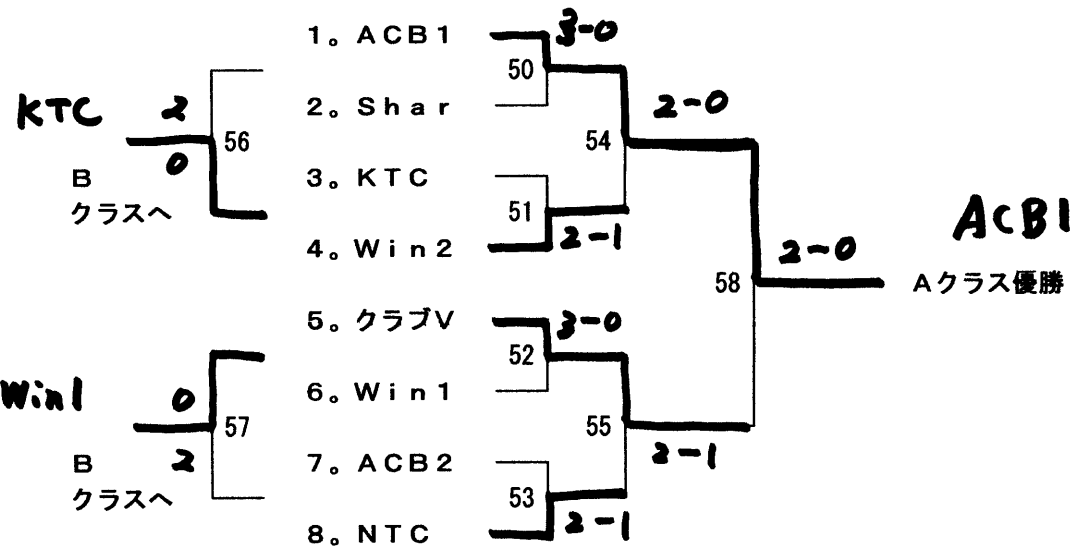 1。ACB1 3-0
50
2。Shar
KTC 2
56
54 2-0
0
B
クラスへ
3。KTC
51
4。Win2 2-1
ACB1
2-0
58
Aクラス優勝
5。クラブV 3-0
52
6。Win1
Win1 0
57
55
2
B
クラスへ
2-1
7。ACB2
53
8。NTC 2-1